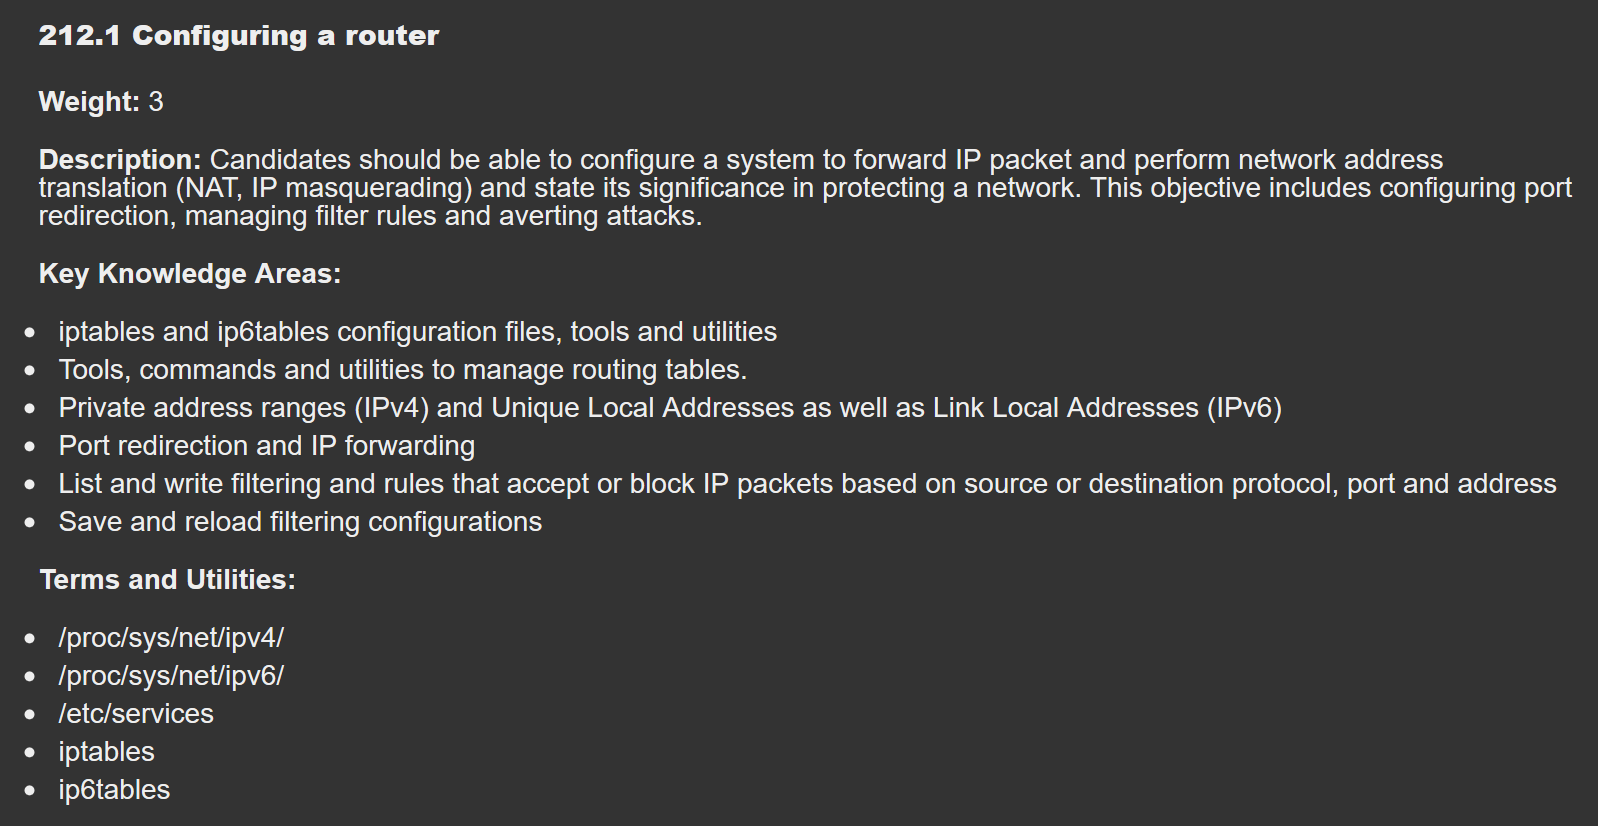 212.1 Configuring a router
Weight: 3
Description: Candidates should be able to configure a system to forward IP packet and perform network address
translation (NAT, IP masquerading) and state its significance in protecting a network. This objective includes configuring port
redirection, managing filter rules and averting attacks.
Key Knowledge Areas:
• iptables and ip6tables configuration files, tools and utilities
• Tools, commands and utilities to manage routing tables.
• Private address ranges (IPv4) and Unique Local Addresses as well as Link Local Addresses (IPv6)
• Port redirection and IP forwarding
• List and write filtering and rules that accept or block IP packets based on source or destination protocol, port and address
• Save and reload filtering configurations
Terms and Utilities:
• /proc/sys/net/ipv4/
• /proc/sys/net/ipv6/
• /etc/services
• iptables
• ip6tables